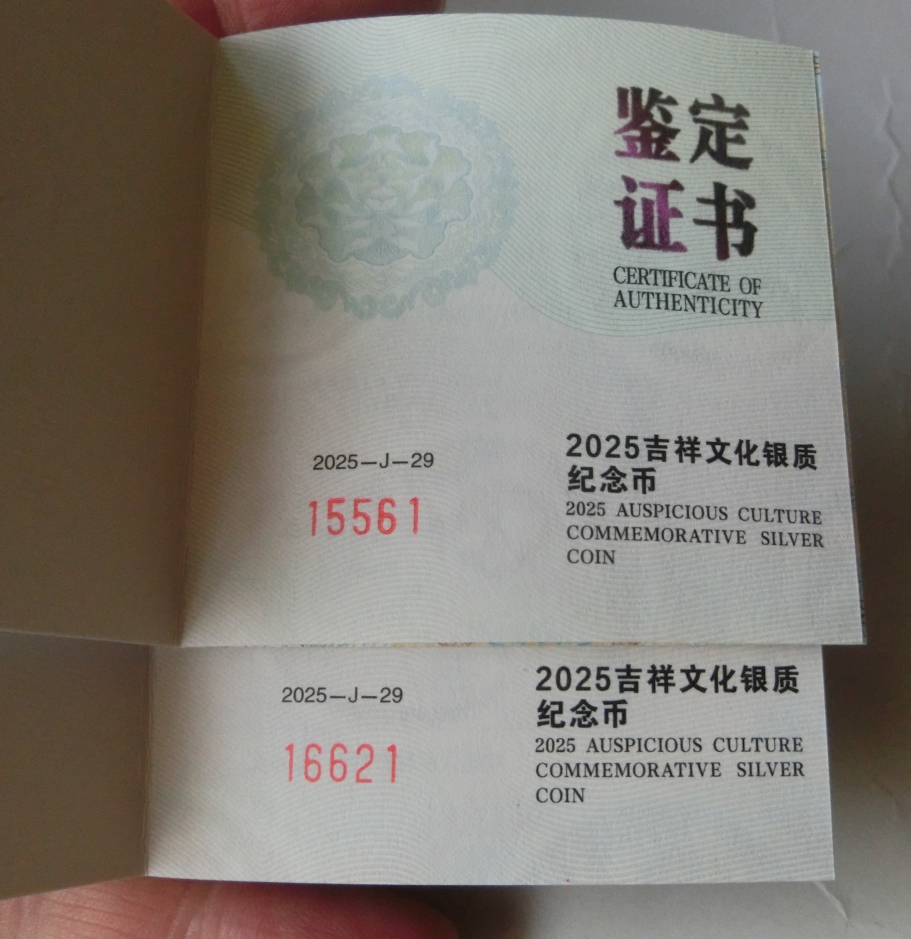 鉴定
证书
CERTIFICATE OF
AUTHENTICITY
2025—J—29
15561
2025吉祥文化银质
纪念币
2025 AUSPICIOUS CULTURE
COMMEMORATIVE SILVER
COIN
2025—J—29
16621
2025吉祥文化银质
纪念币
2025 AUSPICIOUS CULTURE
COMMEMORATIVE SILVER
COIN